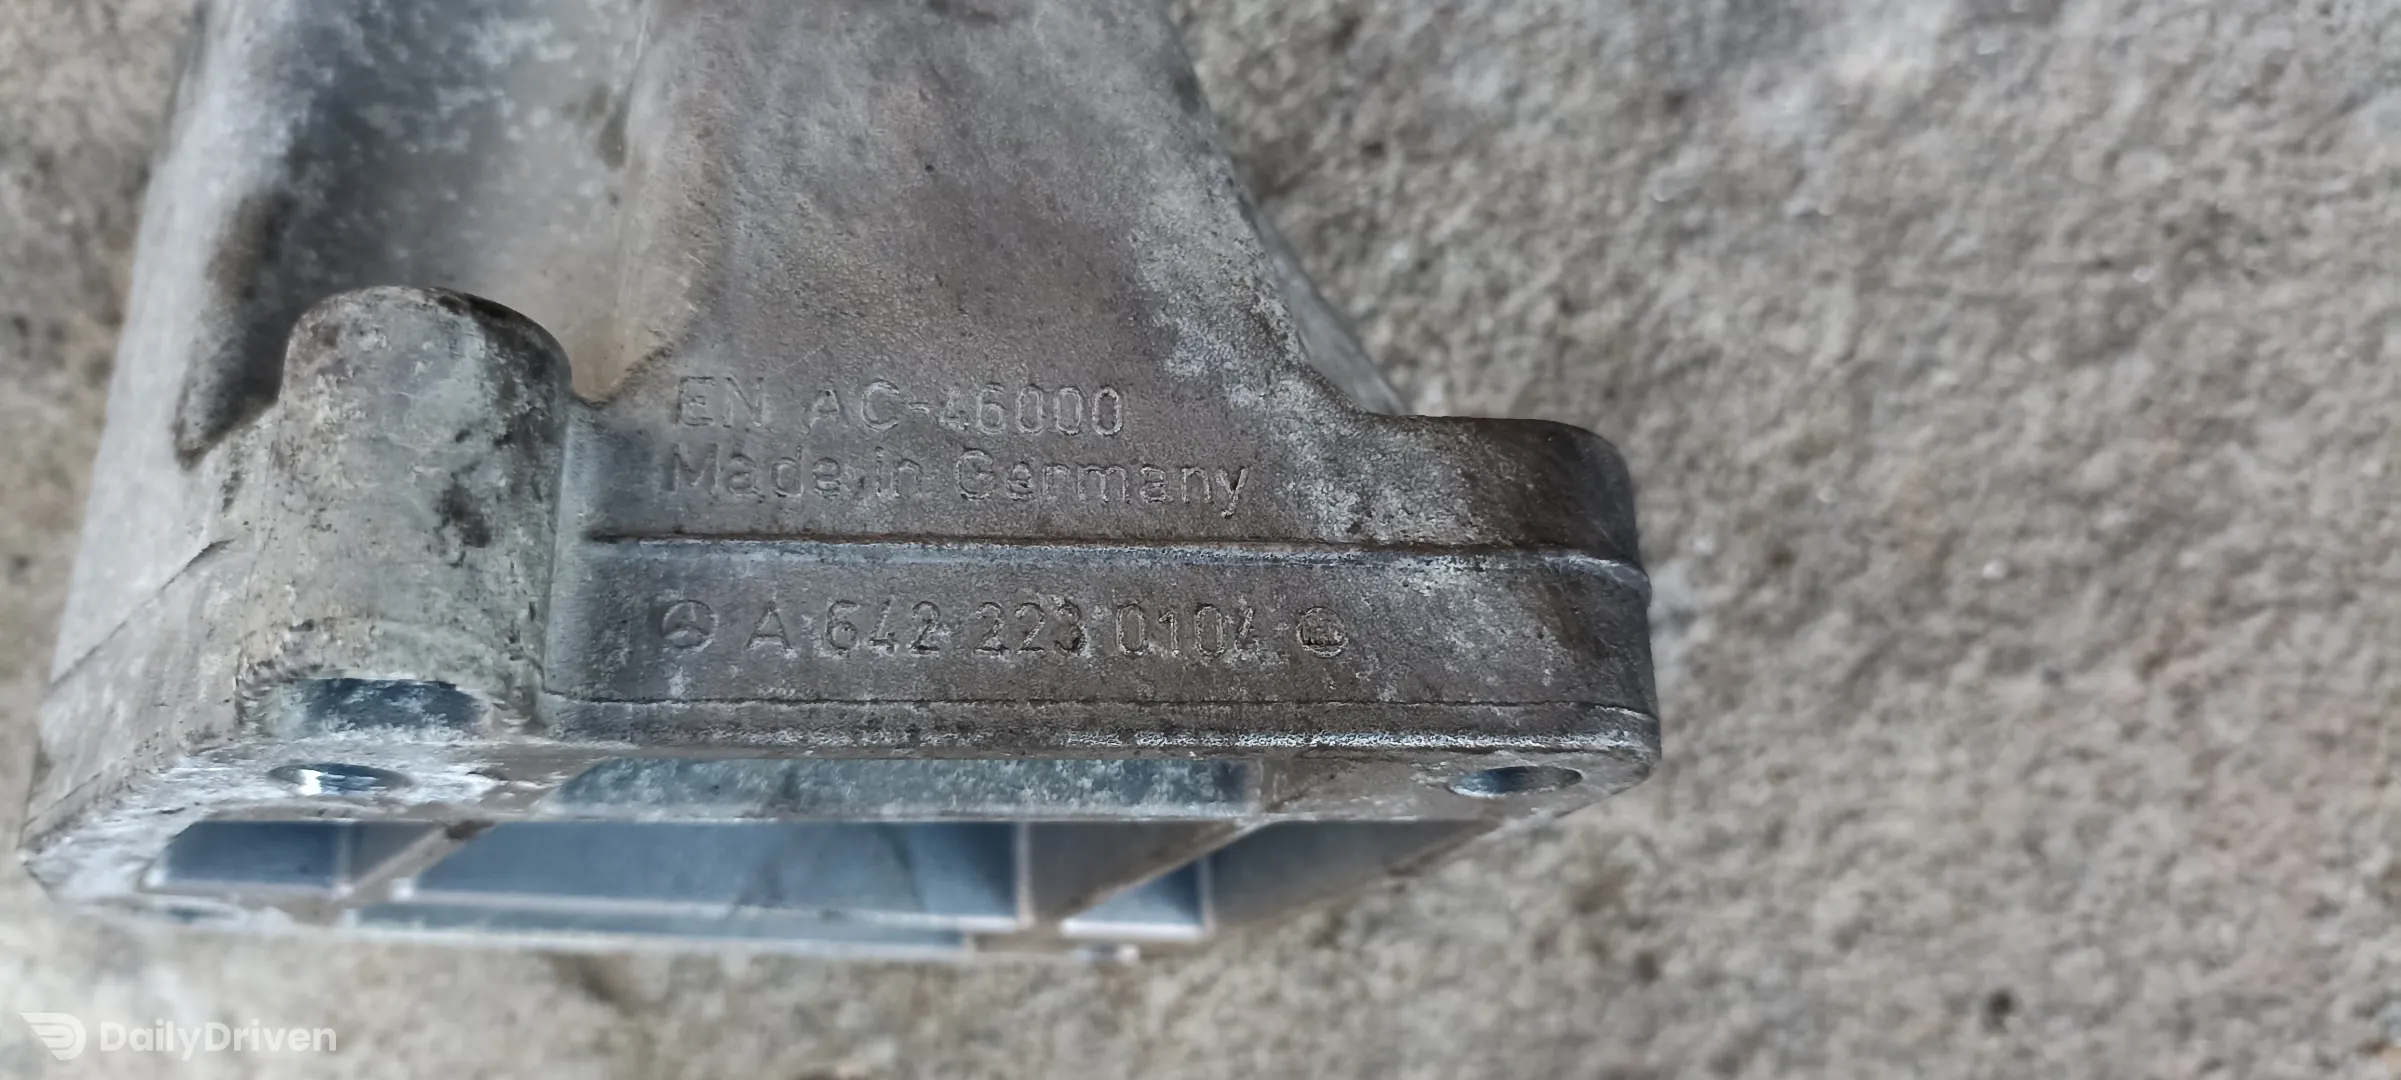 EN AC-46000
Made in Germany
A 642 223 0104
DailyDriven